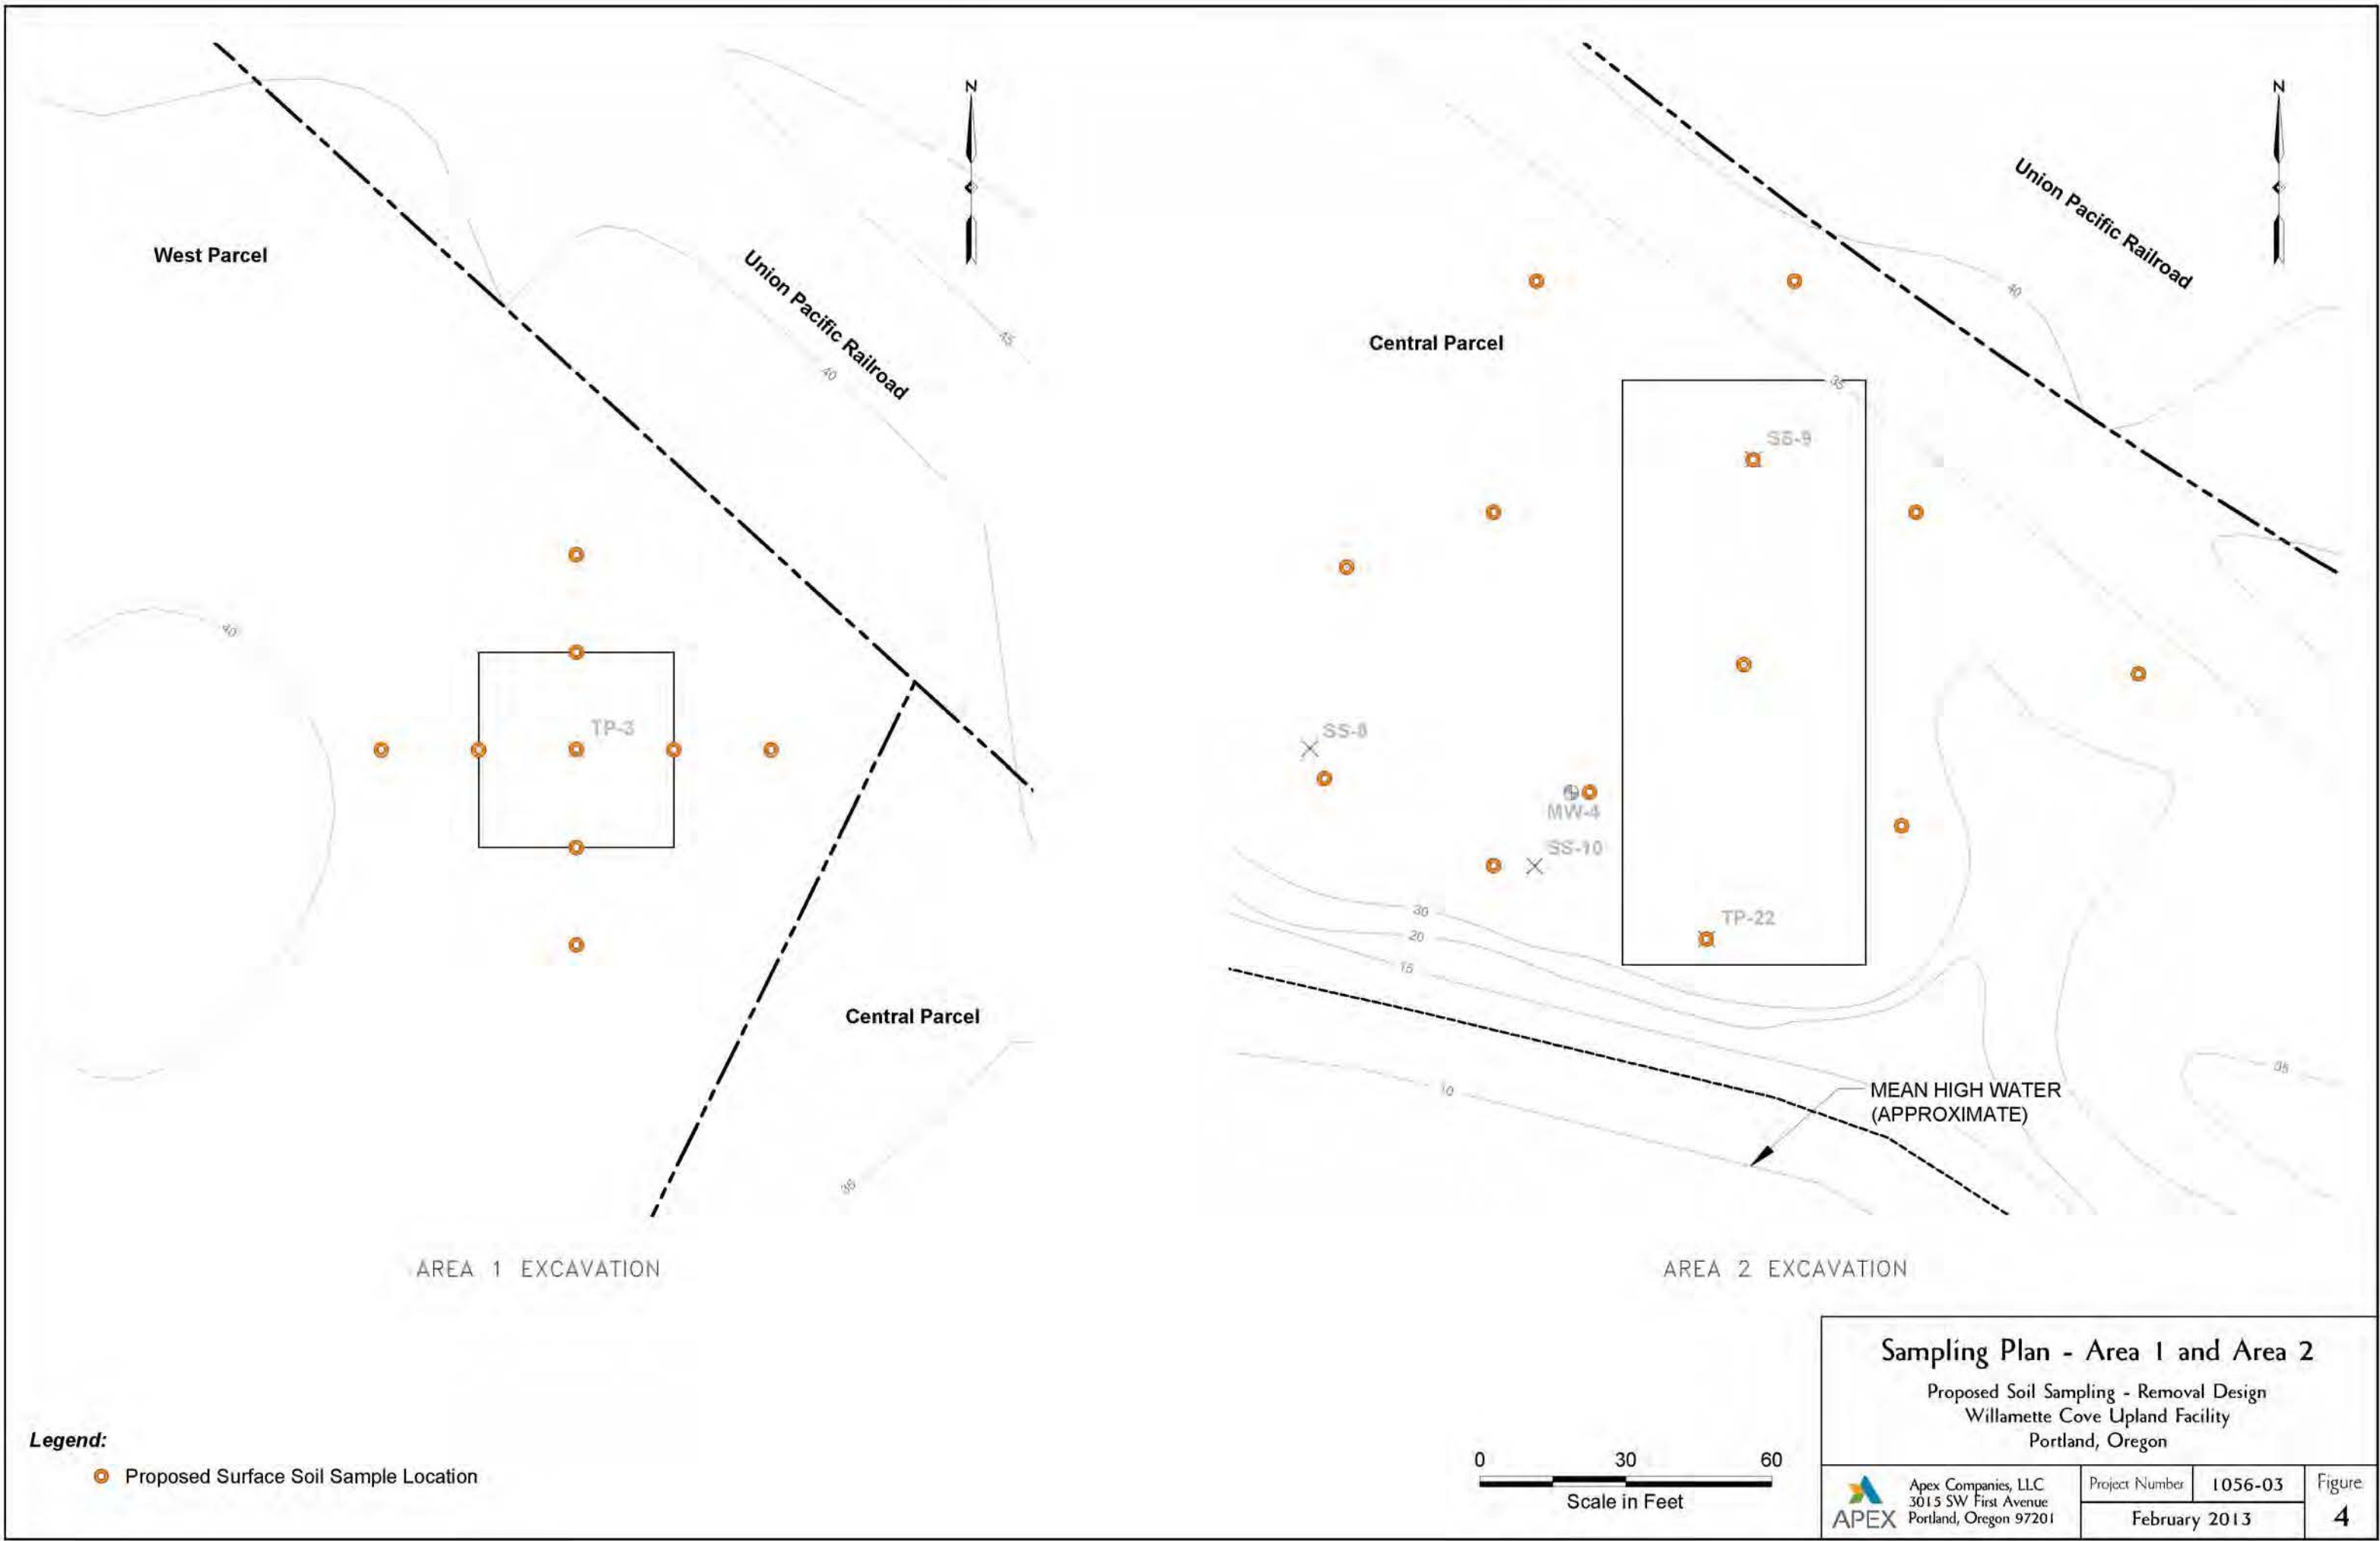 N
West Parcel
Union Pacific Railroad
45
40
40
TP-3
Central Parcel
35
AREA 1 EXCAVATION
N
Union Pacific Railroad
40
Central Parcel
35
SS-9
SS-8
MW-4
SS-10
TP-22
30
20
15
10
35
MEAN HIGH WATER
(APPROXIMATE)
AREA 2 EXCAVATION
Legend:
Proposed Surface Soil Sample Location
0 30 60
Scale in Feet
Sampling Plan - Area 1 and Area 2
Proposed Soil Sampling - Removal Design
Willamette Cove Upland Facility
Portland, Oregon
APEX
Apex Companies, LLC
3015 SW First Avenue
Portland, Oregon 97201
Project Number 1056-03
February 2013
Figure
4